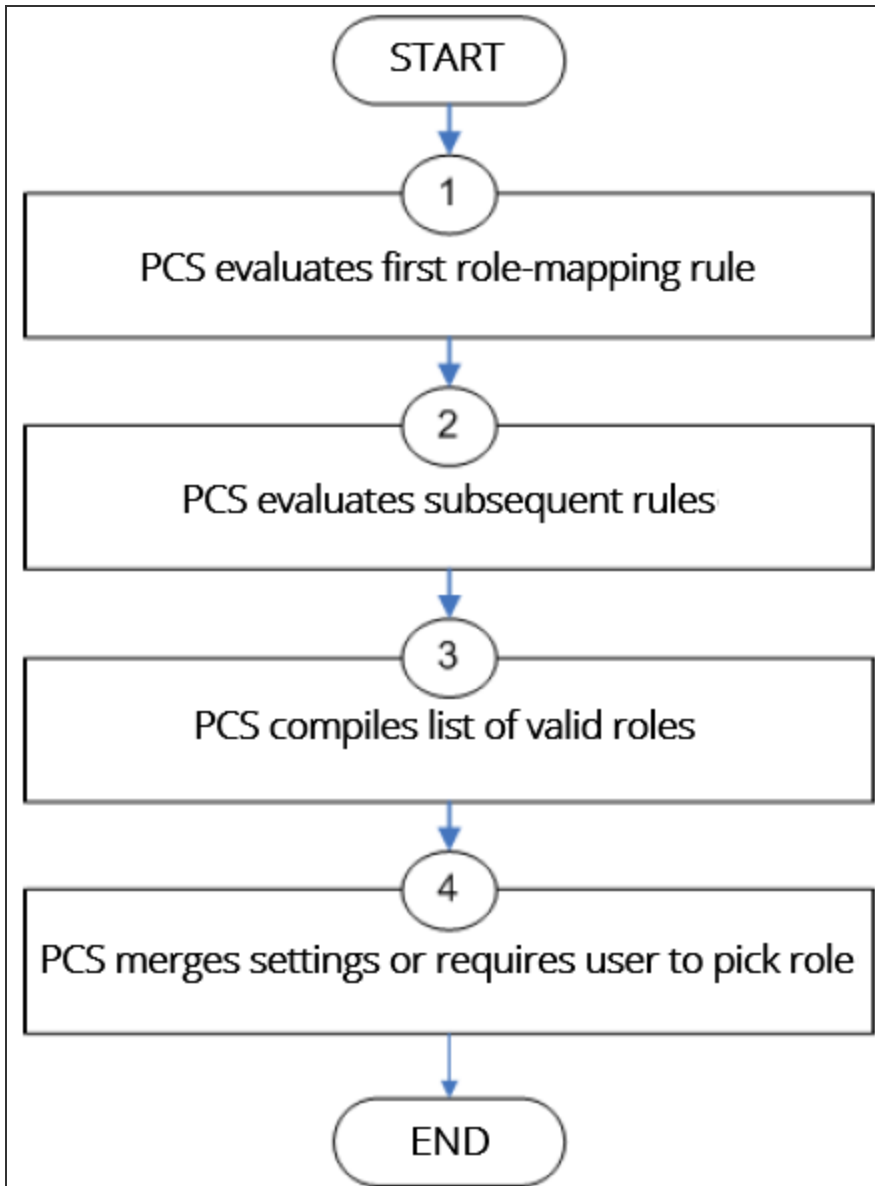 START
1
PCS evaluates first role-mapping rule
2
PCS evaluates subsequent rules
3
PCS compiles list of valid roles
4
PCS merges settings or requires user to pick role
END